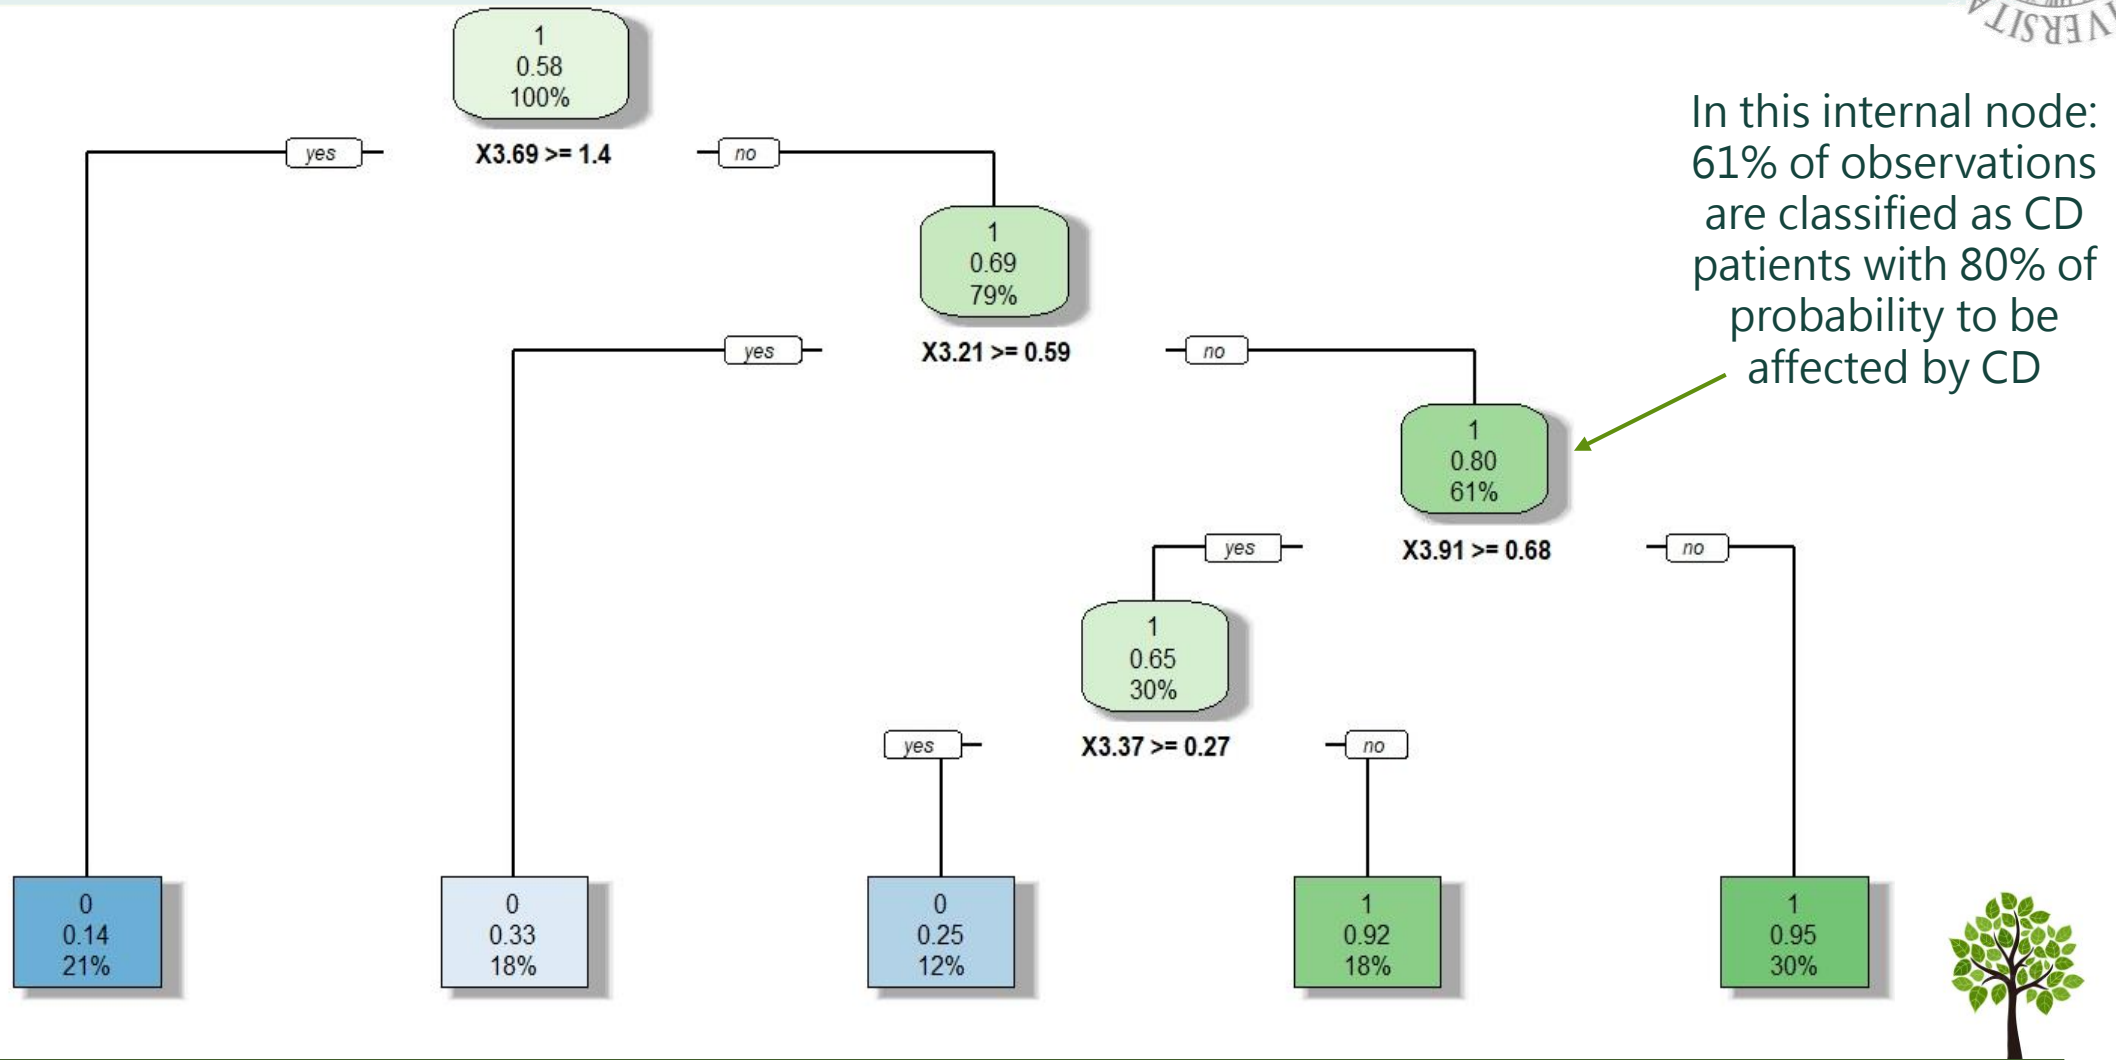 VERSITA
1
0.58
100%
yes
X3.69 >= 1.4
no
In this internal node:
61% of observations
are classified as CD
patients with 80% of
probability to be
affected by CD
1
0.69
79%
yes
X3.21 >= 0.59
no
1
0.80
61%
yes
X3.91 >= 0.68
no
1
0.65
30%
yes
X3.37 >= 0.27
no
0
0.14
21%
0
0.33
18%
0
0.25
12%
1
0.92
18%
1
0.95
30%